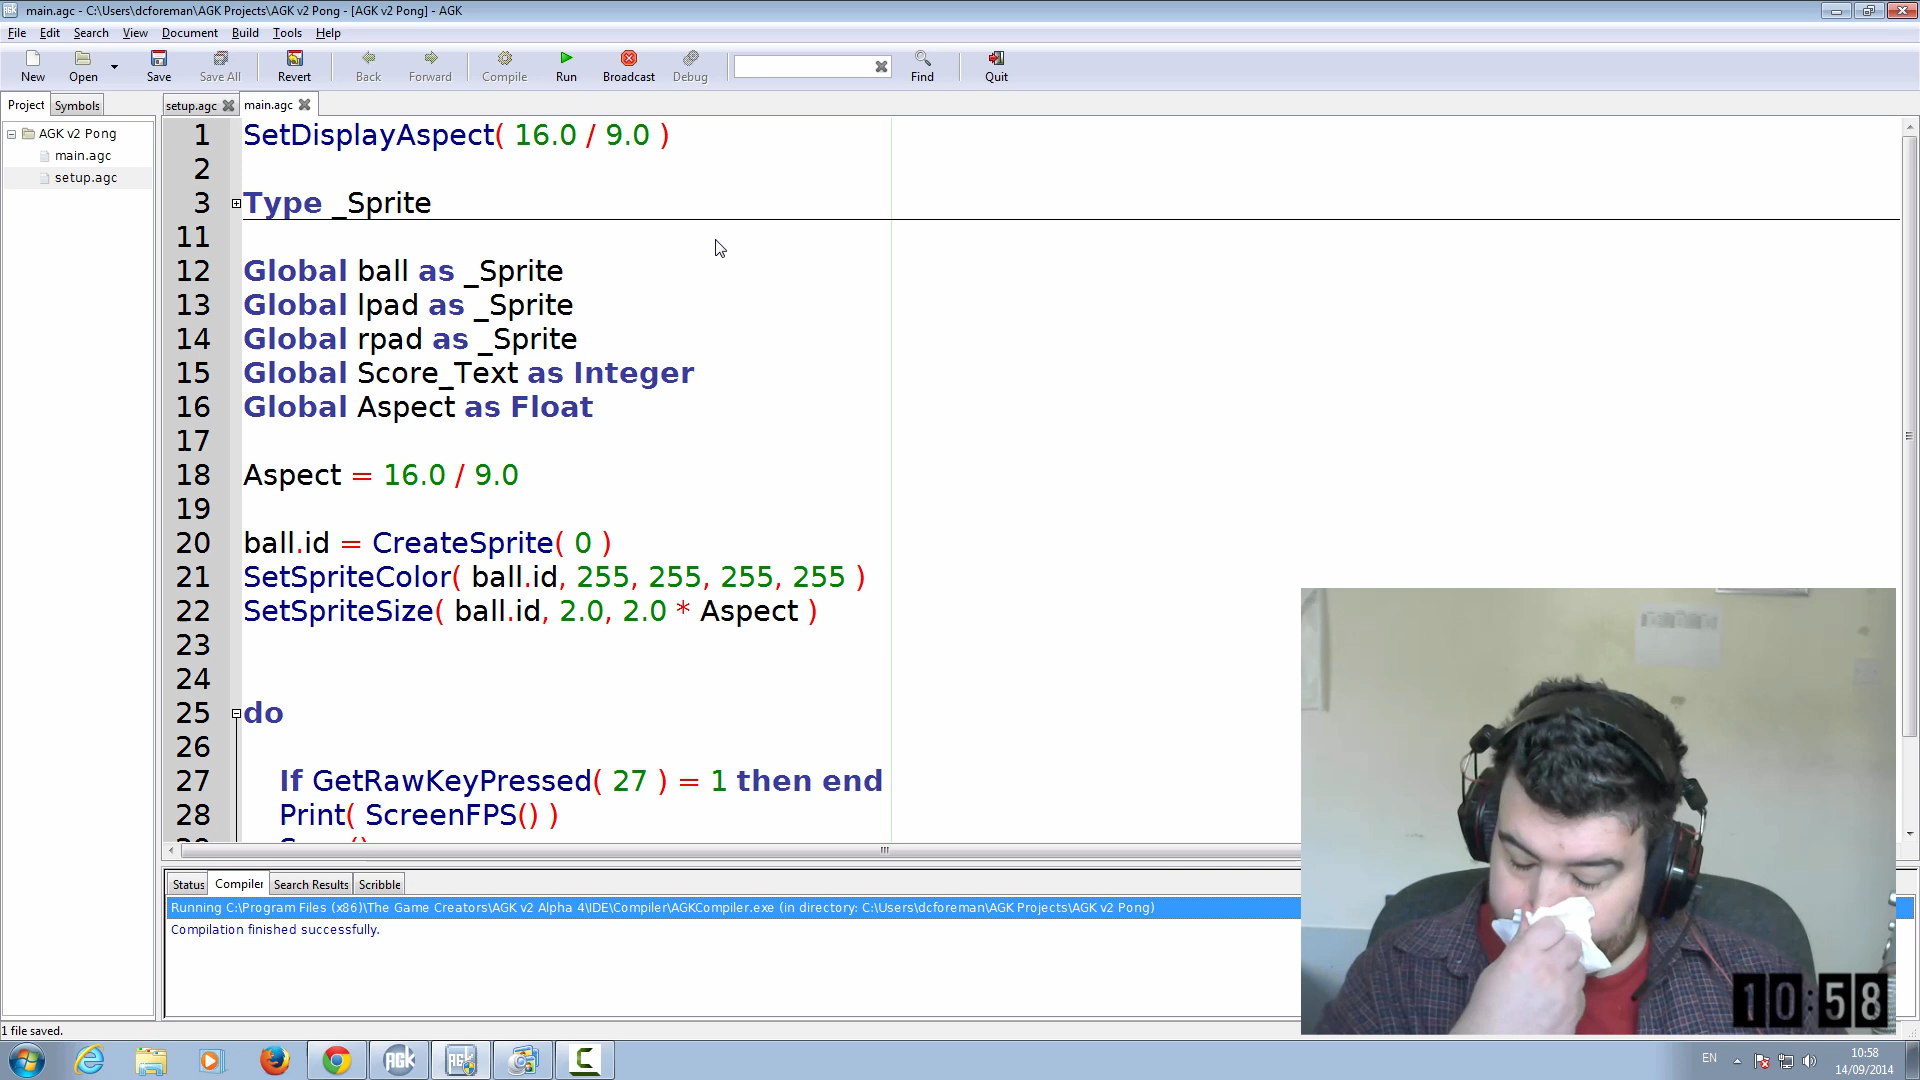 main.agc - C:\Users\dcforeman\AGK Projects\AGK v2 Pong - [AGK v2 Pong] - AGK
File Edit Search View Document Build Tools Help
New Open Save Save All Revert Back Forward Compile Run Broadcast Debug Find Quit
Project Symbols setup.agc main.agc
AGK v2 Pong
main.agc
setup.agc
1 SetDisplayAspect( 16.0 / 9.0 )
2
3 Type _Sprite
11
12 Global ball as _Sprite
13 Global lpad as _Sprite
14 Global rpad as _Sprite
15 Global Score_Text as Integer
16 Global Aspect as Float
17
18 Aspect = 16.0 / 9.0
19
20 ball.id = CreateSprite( 0 )
21 SetSpriteColor( ball.id, 255, 255, 255, 255 )
22 SetSpriteSize( ball.id, 2.0, 2.0 * Aspect )
23
24
25 do
26
27 If GetRawKeyPressed( 27 ) = 1 then end
28 Print( ScreenFPS() )
Status Compiler Search Results Scribble
Running C:\Program Files (x86)\The Game Creators\AGK v2 Alpha 4\IDE\Compiler\AGKCompiler.exe (in directory: C:\Users\dcforeman\AGK Projects\AGK v2 Pong)
Compilation finished successfully.
10:58
1 file saved.
AGK
EN
10:58
14/09/2014